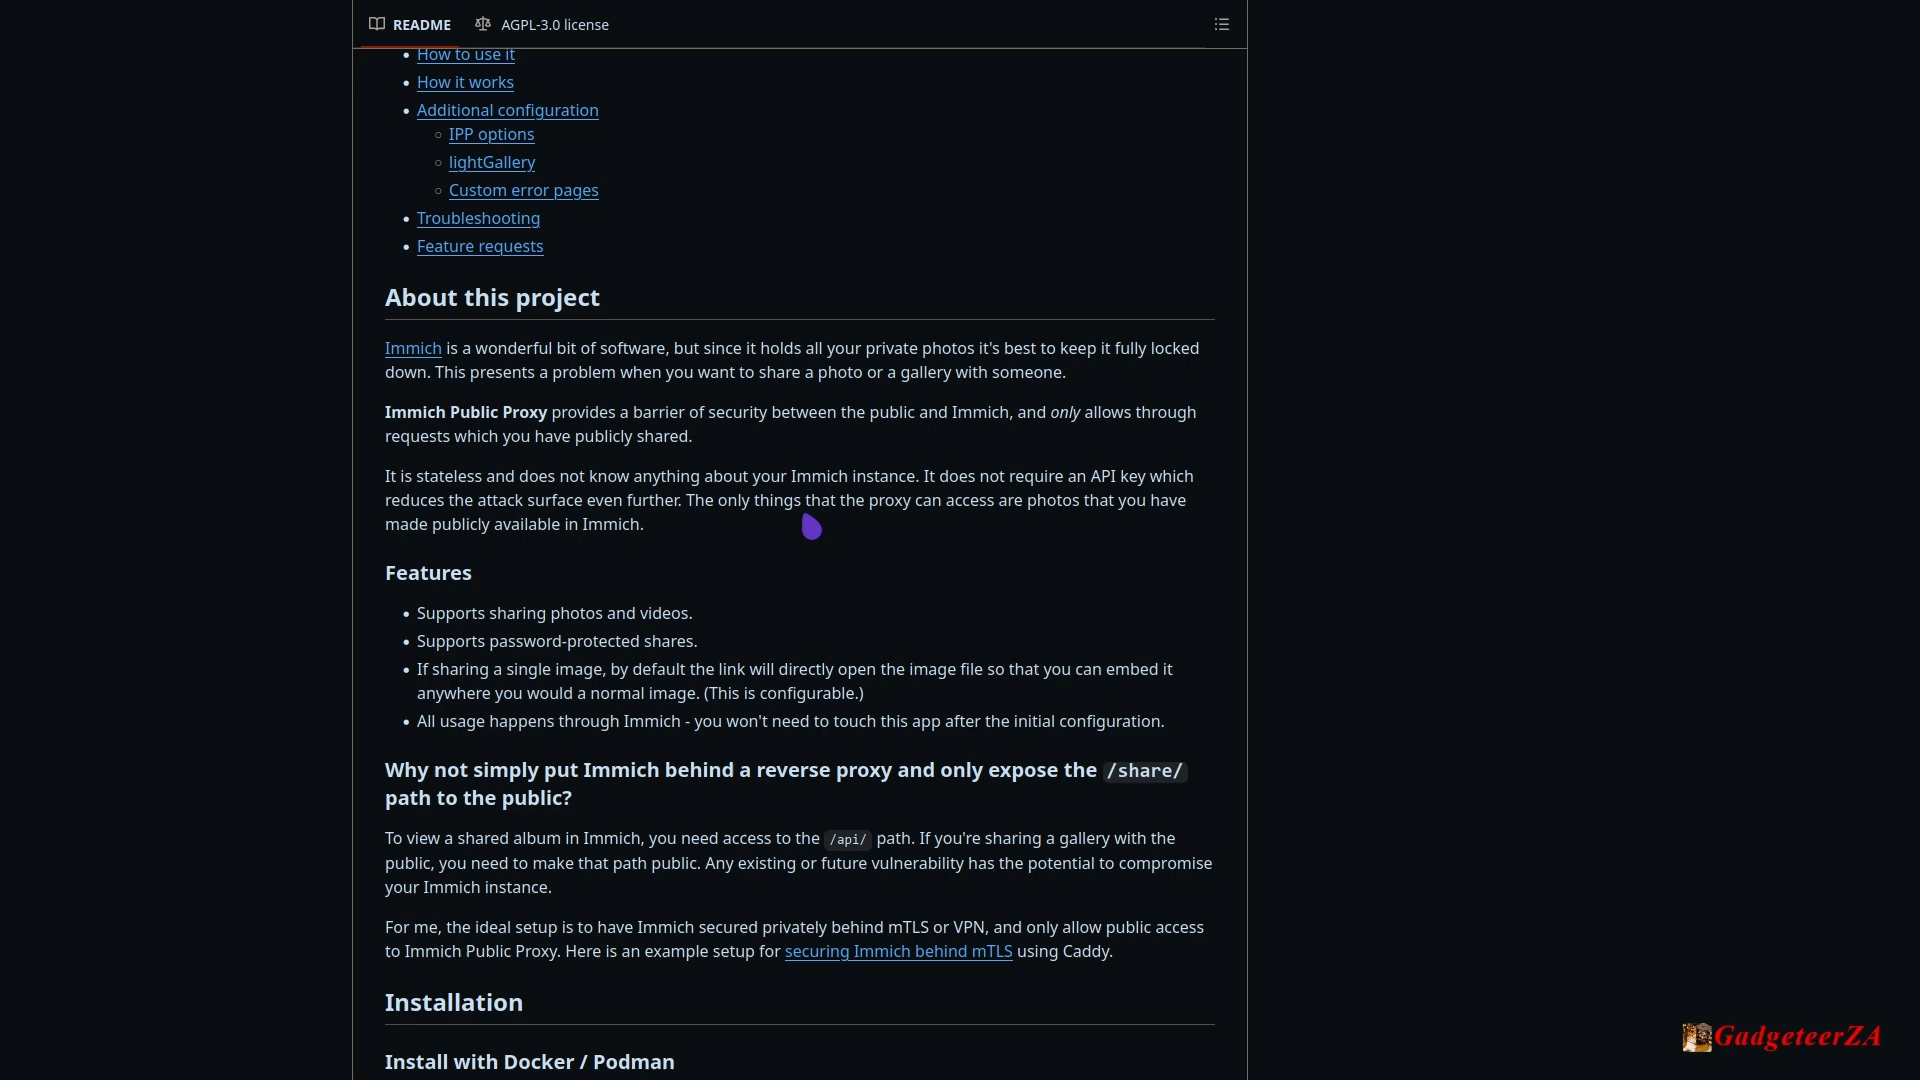 README
AGPL-3.0 license
How to use it
How it works
Additional configuration
IPP options
lightGallery
Custom error pages
Troubleshooting
Feature requests
About this project
Immich is a wonderful bit of software, but since it holds all your private photos it's best to keep it fully locked
down. This presents a problem when you want to share a photo or a gallery with someone.
Immich Public Proxy provides a barrier of security between the public and Immich, and only allows through
requests which you have publicly shared.
It is stateless and does not know anything about your Immich instance. It does not require an API key which
reduces the attack surface even further. The only things that the proxy can access are photos that you have
made publicly available in Immich.
Features
Supports sharing photos and videos.
Supports password-protected shares.
If sharing a single image, by default the link will directly open the image file so that you can embed it
anywhere you would a normal image. (This is configurable.)
All usage happens through Immich - you won't need to touch this app after the initial configuration.
Why not simply put Immich behind a reverse proxy and only expose the /share/
path to the public?
To view a shared album in Immich, you need access to the /api/ path. If you're sharing a gallery with the
public, you need to make that path public. Any existing or future vulnerability has the potential to compromise
your Immich instance.
For me, the ideal setup is to have Immich secured privately behind mTLS or VPN, and only allow public access
to Immich Public Proxy. Here is an example setup for securing Immich behind mTLS using Caddy.
Installation
Install with Docker / Podman
GadgeteerZA